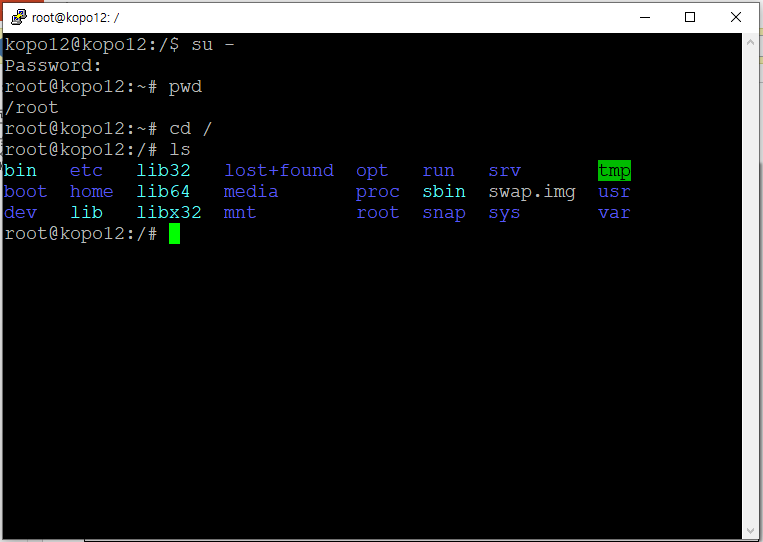 root@kopo12: /
kopo12@kopo12:/$ su -
Password:
root@kopo12:~# pwd
/root
root@kopo12:~# cd /
root@kopo12:/# ls
bin   etc   lib32   lost+found  opt   run   srv       tmp
boot  home  lib64   media       proc  sbin  swap.img  usr
dev   lib   libx32  mnt         root  snap  sys       var
root@kopo12:/#